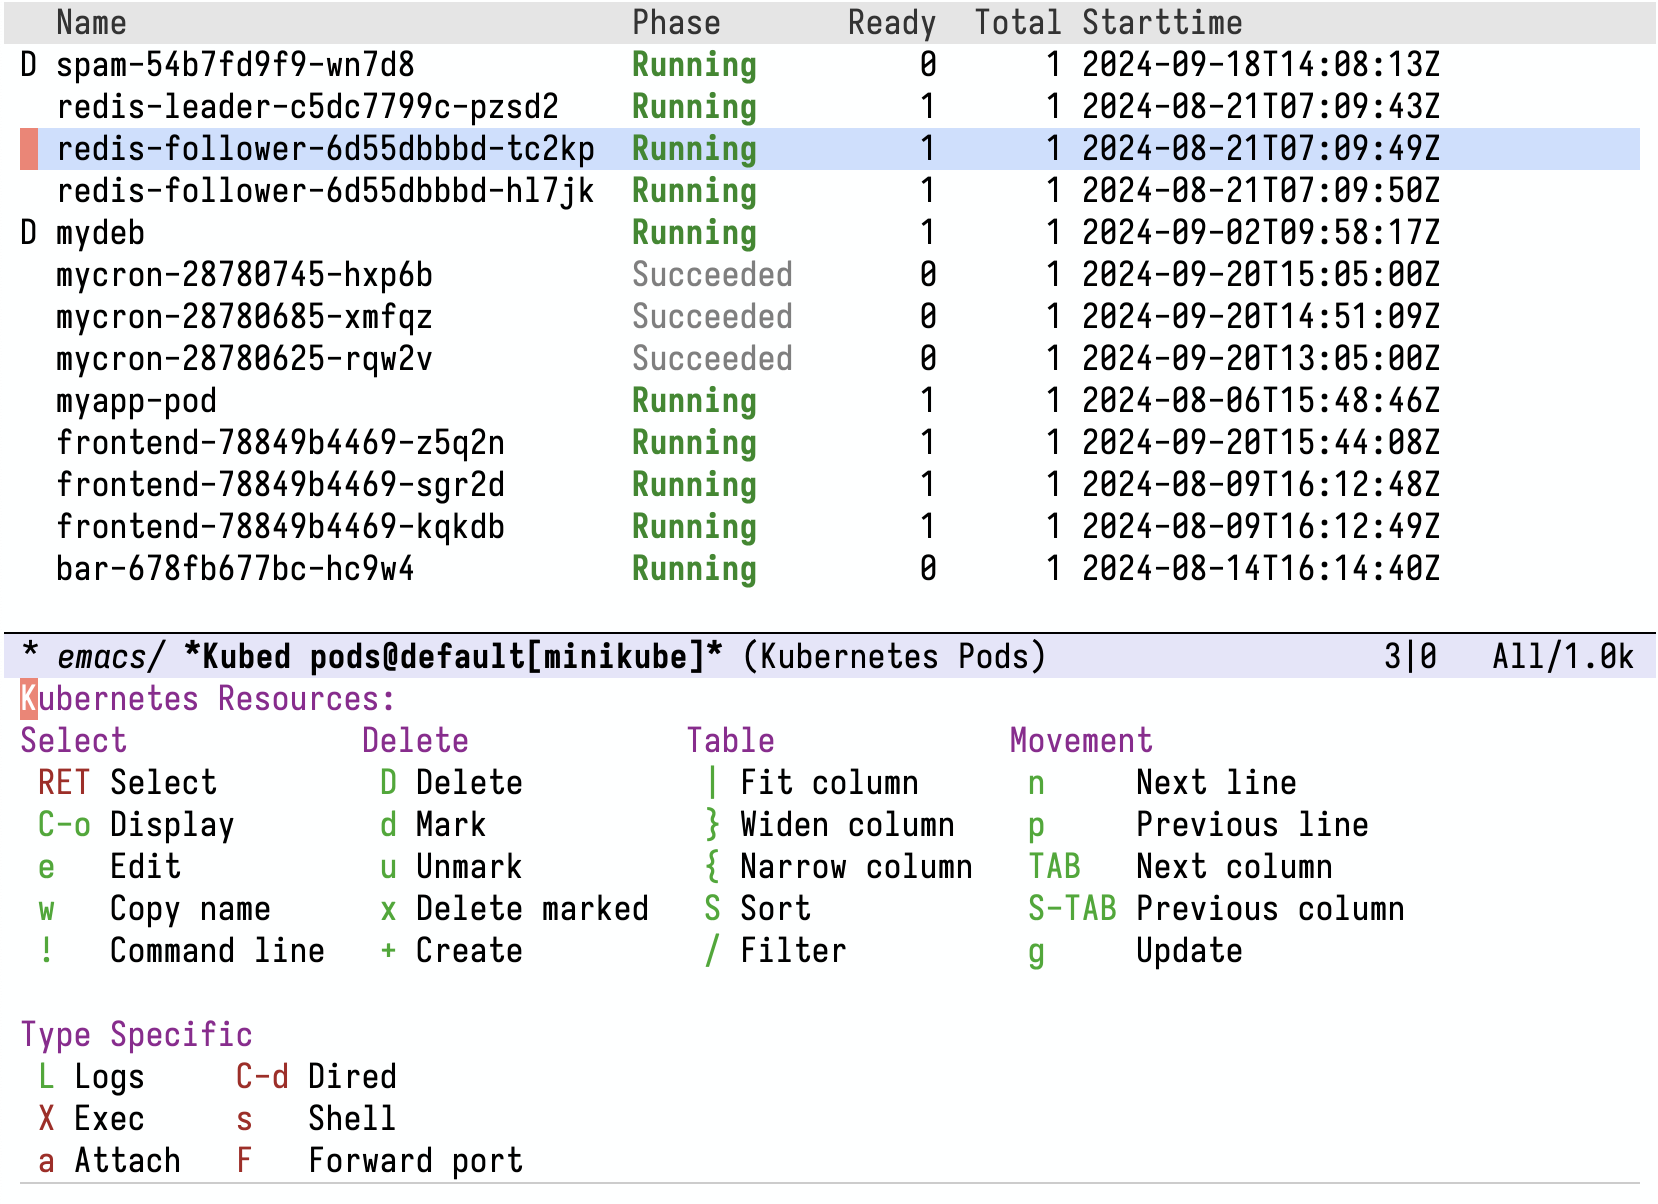 Name Phase Ready Total Starttime
D spam-54b7fd9f9-wn7d8 Running 0 1 2024-09-18T14:08:13Z
redis-leader-c5dc7799c-pzsd2 Running 1 1 2024-08-21T07:09:43Z
redis-follower-6d55dbbbd-tc2kp Running 1 1 2024-08-21T07:09:49Z
redis-follower-6d55dbbbd-hl7jk Running 1 1 2024-08-21T07:09:50Z
D mydeb Running 1 1 2024-09-02T09:58:17Z
mycron-28780745-hxp6b Succeeded 0 1 2024-09-20T15:05:00Z
mycron-28780685-xmfqz Succeeded 0 1 2024-09-20T14:51:09Z
mycron-28780625-rqw2v Succeeded 0 1 2024-09-20T13:05:00Z
myapp-pod Running 1 1 2024-08-06T15:48:46Z
frontend-78849b4469-z5q2n Running 1 1 2024-09-20T15:44:08Z
frontend-78849b4469-sgr2d Running 1 1 2024-08-09T16:12:48Z
frontend-78849b4469-kqkdb Running 1 1 2024-08-09T16:12:49Z
bar-678fb677bc-hc9w4 Running 0 1 2024-08-14T16:14:40Z
* emacs/ *Kubed pods@default[minikube]* (Kubernetes Pods) 3|0 All/1.0k
Kubernetes Resources:
Select Delete Table Movement
RET Select D Delete | Fit column n Next line
C-o Display d Mark } Widen column p Previous line
e Edit u Unmark { Narrow column TAB Next column
w Copy name x Delete marked S Sort S-TAB Previous column
! Command line + Create / Filter g Update
Type Specific
L Logs C-d Dired
X Exec s Shell
a Attach F Forward port